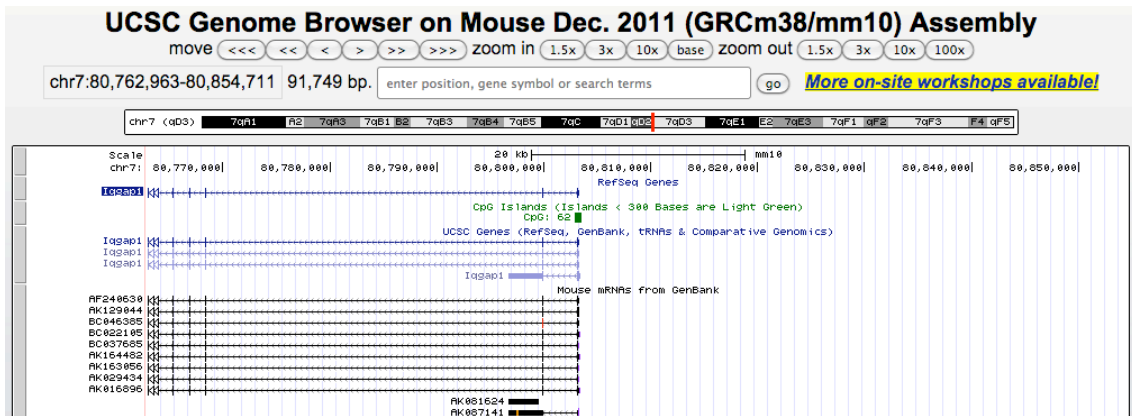 UCSC Genome Browser on Mouse Dec. 2011 (GRCm38/mm10) Assembly
move <<< << < > >> >>> zoom in 1.5x 3x 10x base zoom out 1.5x 3x 10x 100x
chr7:80,762,963-80,854,711 91,749 bp. enter position, gene symbol or search terms go More on-site workshops available!
chr7 (qD3) 7qA1 A2 7qA3 7qB1 B2 7qB3 7qB4 7qB5 7qC 7qD1 qD2 7qD3 7qE1 E2 7qE3 7qF1 qF2 7qF3 F4 qF5
Scale 20 kb mm10
chr7: 80,770,000 80,780,000 80,790,000 80,800,000 80,810,000 80,820,000 80,830,000 80,840,000 80,850,000
RefSeq Genes
Iqgap1
CpG Islands (Islands < 300 Bases are Light Green)
CpG: 62
UCSC Genes (RefSeq, GenBank, tRNAs & Comparative Genomics)
Iqgap1
Iqgap1
Iqgap1
Iqgap1
Mouse mRNAs from GenBank
AF240630
AK129044
BC046385
BC022105
BC037685
AK164482
AK163056
AK029434
AK016896
AK081624
AK087141